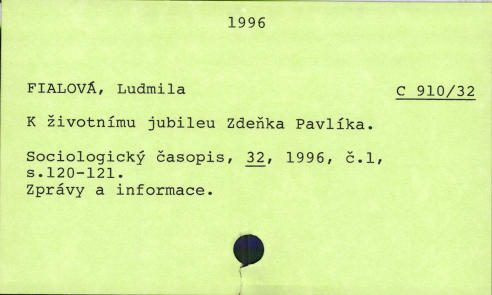 1996
FIALOVÁ, Ludmila C 910/32
K životnímu jubileu Zdeňka Pavlíka.
Sociologický časopis, 32, 1996, č.1,
s.120-121.
Zprávy a informace.